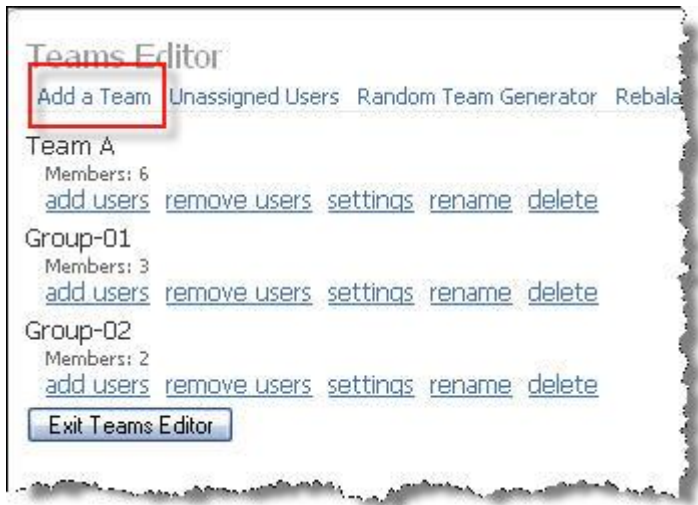 Teams Editor
Add a Team Unassigned Users Random Team Generator
Team A
Members: 6
add users remove users settings rename delete
Group-01
Members: 3
add users remove users settings rename delete
Group-02
Members: 2
add users remove users settings rename delete
Exit Teams Editor